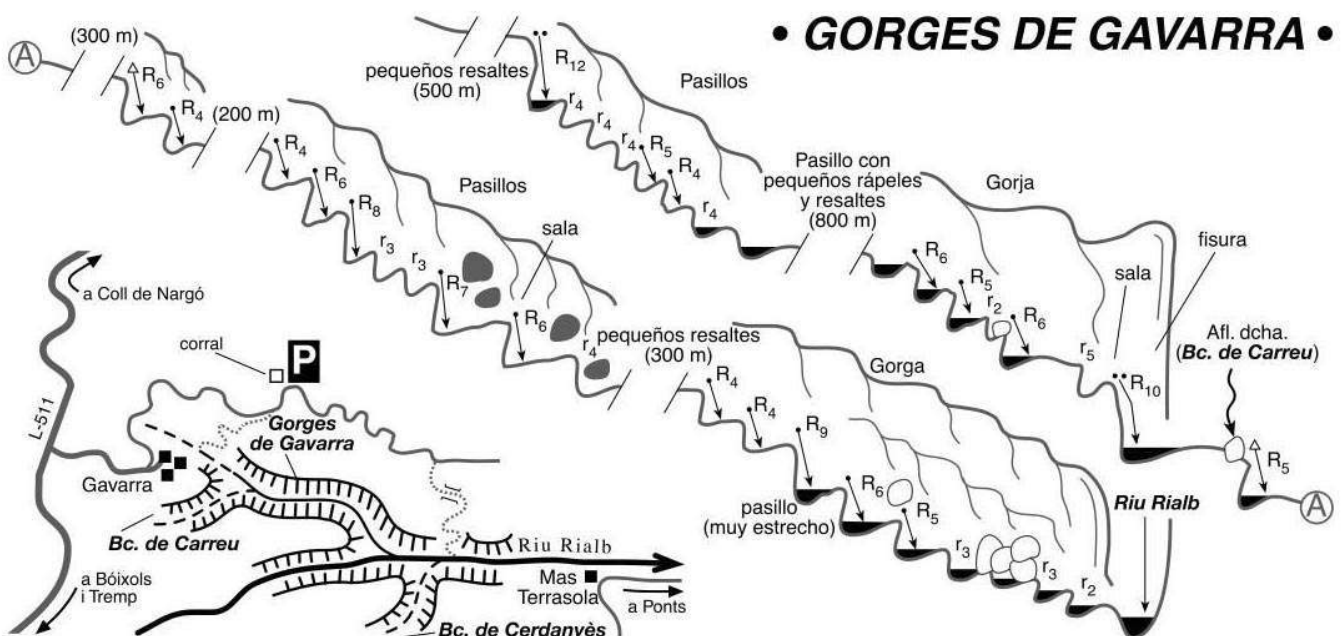 • GORGES DE GAVARRA •
pequeños resaltes
(500 m)
R12
r4
r4
r4
R5
R4
r4
Pasillos
Pasillo con
pequeños rápeles
y resaltes
(800 m)
Gorja
R6
R5
r2
R6
r5
sala
fisura
R10
Afl. dcha.
(Bc. de Carreu)
R5
A
A
(300 m)
R6
R4
(200 m)
R4
R6
R8
r3
r3
R7
Pasillos
sala
R6
r4
pequeños resaltes
(300 m)
R4
R4
R9
pasillo
(muy estrecho)
R6
R5
Gorga
r3
r3
r2
Riu Rialb
a Coll de Nargó
corral
P
L-511
Gorges
de Gavarra
Gavarra
Bc. de Carreu
a Bóixols
i Tremp
Riu Rialb
Mas
Terrasola
a Ponts
Bc. de Cerdanyès